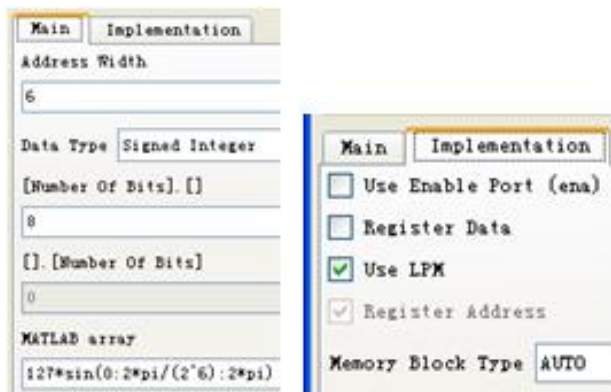 Main Implementation
Address Width
6
Data Type Signed Integer
[Number Of Bits].[]
8
[].[Number Of Bits]
0
MATLAB array
127*sin(0:2*pi/(2^6):2*pi)
Main Implementation
Use Enable Port (ena)
Register Data
Use LPM
Register Address
Memory Block Type AUTO